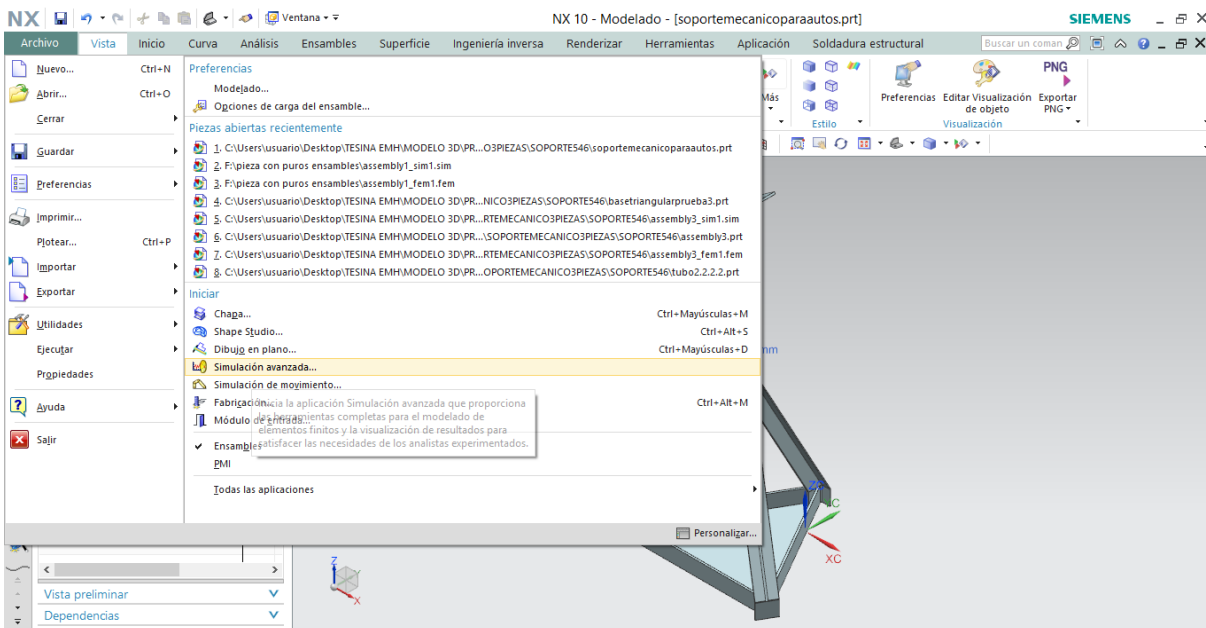 NX Ventana NX 10 - Modelado - [soportemecanicoparaautos.prt] SIEMENS
Archivo Vista Inicio Curva Análisis Ensambles Superficie Ingeniería inversa Renderizar Herramientas Aplicación Soldadura estructural Buscar un coman
Nuevo... Ctrl+N
Abrir... Ctrl+O
Cerrar
Guardar
Preferencias
Imprimir...
Plotear... Ctrl+P
Importar
Exportar
Utilidades
Ejecutar
Propiedades
Ayuda
Salir
Preferencias
Modelado...
Opciones de carga del ensamble...
Piezas abiertas recientemente
1. C:\Users\usuario\Desktop\TESINA EMH\MODELO 3D\PR...O3PIEZAS\SOPORTE546\soportemecanicoparaautos.prt
2. F:\pieza con puros ensambles\assembly1_sim1.sim
3. F:\pieza con puros ensambles\assembly1_fem1.fem
4. C:\Users\usuario\Desktop\TESINA EMH\MODELO 3D\PR...NICO3PIEZAS\SOPORTE546\basetriangularprueba3.prt
5. C:\Users\usuario\Desktop\TESINA EMH\MODELO 3D\PR...RTEMECANICO3PIEZAS\SOPORTE546\assembly3_sim1.sim
6. C:\Users\usuario\Desktop\TESINA EMH\MODELO 3D\PR...\SOPORTEMECANICO3PIEZAS\SOPORTE546\assembly3.prt
7. C:\Users\usuario\Desktop\TESINA EMH\MODELO 3D\PR...RTEMECANICO3PIEZAS\SOPORTE546\assembly3_fem1.fem
8. C:\Users\usuario\Desktop\TESINA EMH\MODELO 3D\PR...OPORTEMECANICO3PIEZAS\SOPORTE546\tubo2.2.2.2.prt
Iniciar
Chapa... Ctrl+Mayúsculas+M
Shape Studio... Ctrl+Alt+S
Dibujo en plano... Ctrl+Mayúsculas+D
Simulación avanzada...
Simulación de movimiento...
Fabricación... Ctrl+Alt+M
Módulo de entrada...
Inicia la aplicación Simulación avanzada que proporciona
las herramientas completas para el modelado de
elementos finitos y la visualización de resultados para
satisfacer las necesidades de los analistas experimentados.
Ensambles
PMI
Todas las aplicaciones
Personalizar...
Más
Estilo
Preferencias
Editar Visualización
de objeto
PNG
Exportar
PNG
Visualización
mm
ZC
YC
XC
Z
Y
X
Vista preliminar
Dependencias